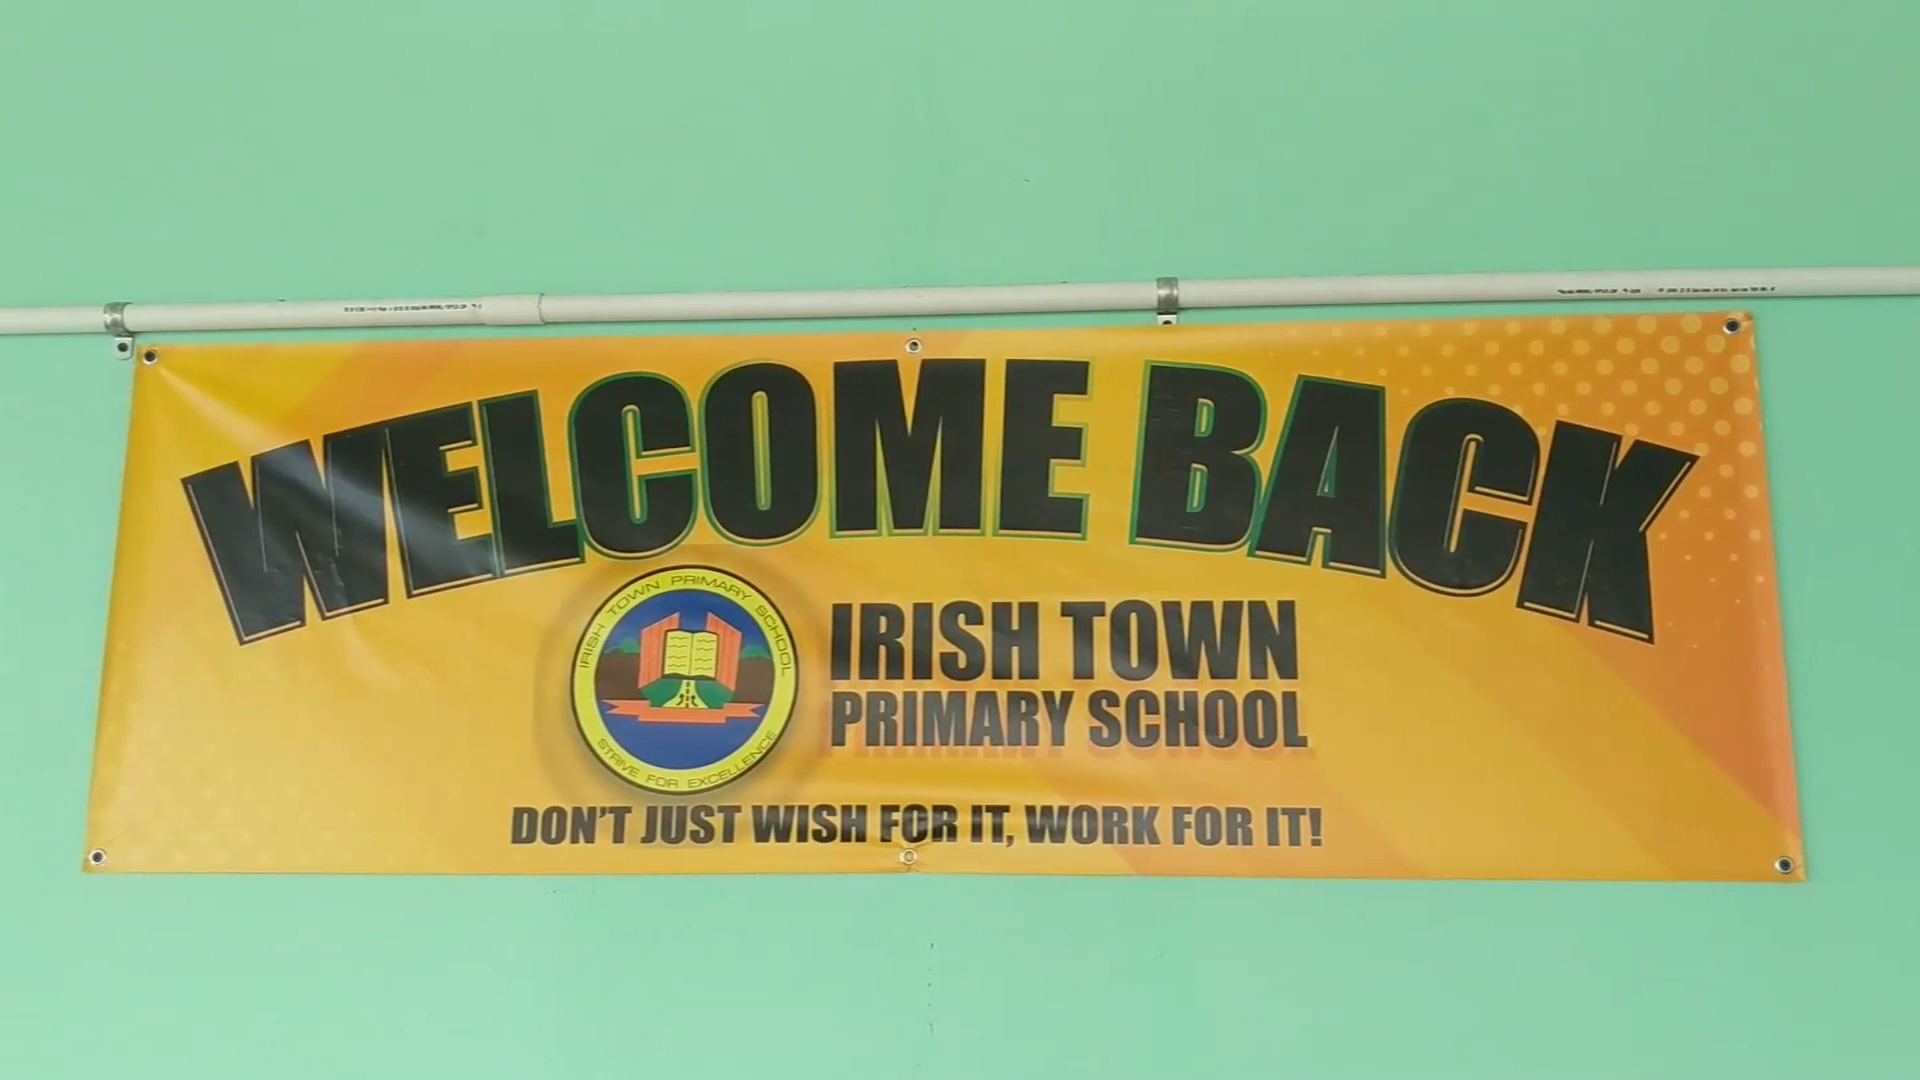 WELCOME BACK
IRISH TOWN PRIMARY SCHOOL
STRIVE FOR EXCELLENCE
IRISH TOWN
PRIMARY SCHOOL
DON'T JUST WISH FOR IT, WORK FOR IT!